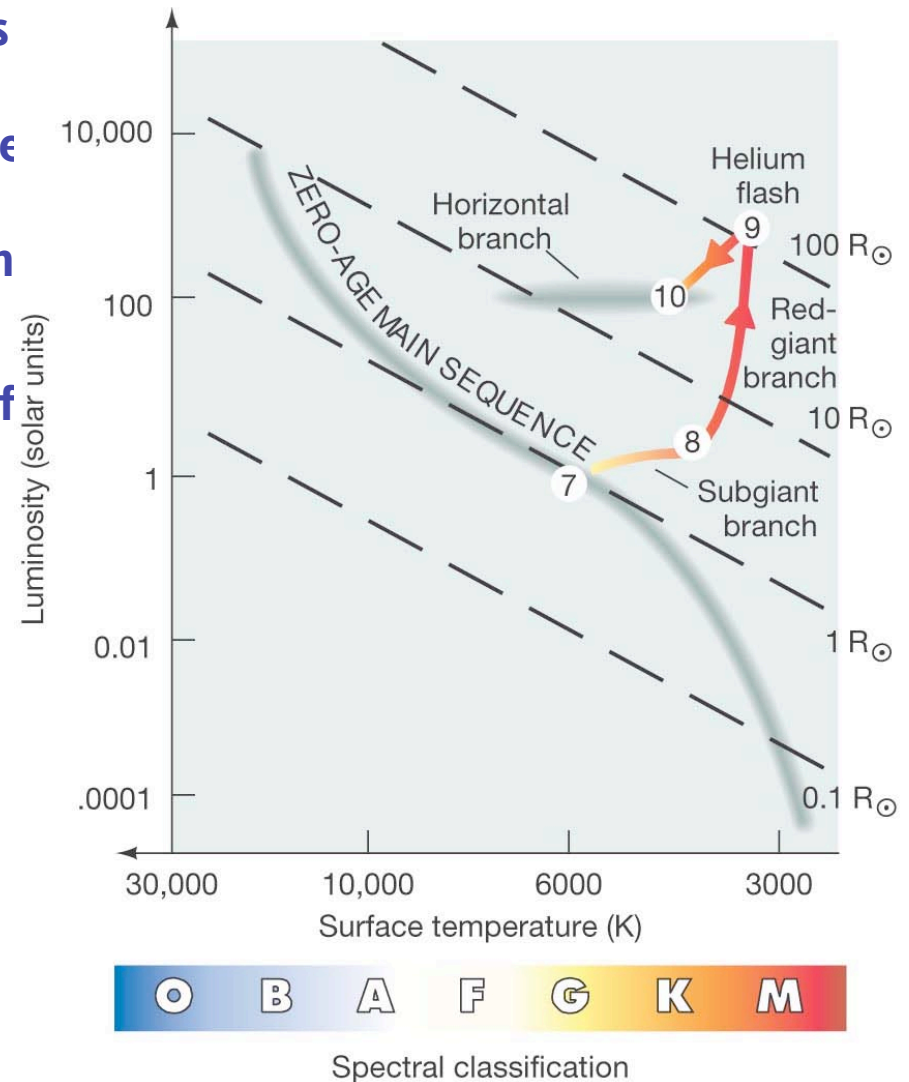 s
e
n
f
10,000
100
1
0.01
.0001
Luminosity (solar units)
Helium
flash
9
Horizontal
branch
10
100 R☉
Red-
giant
branch
10 R☉
ZERO-AGE MAIN SEQUENCE
8
7
Subgiant
branch
1 R☉
0.1 R☉
30,000
10,000
6000
3000
Surface temperature (K)
O B A F G K M
Spectral classification